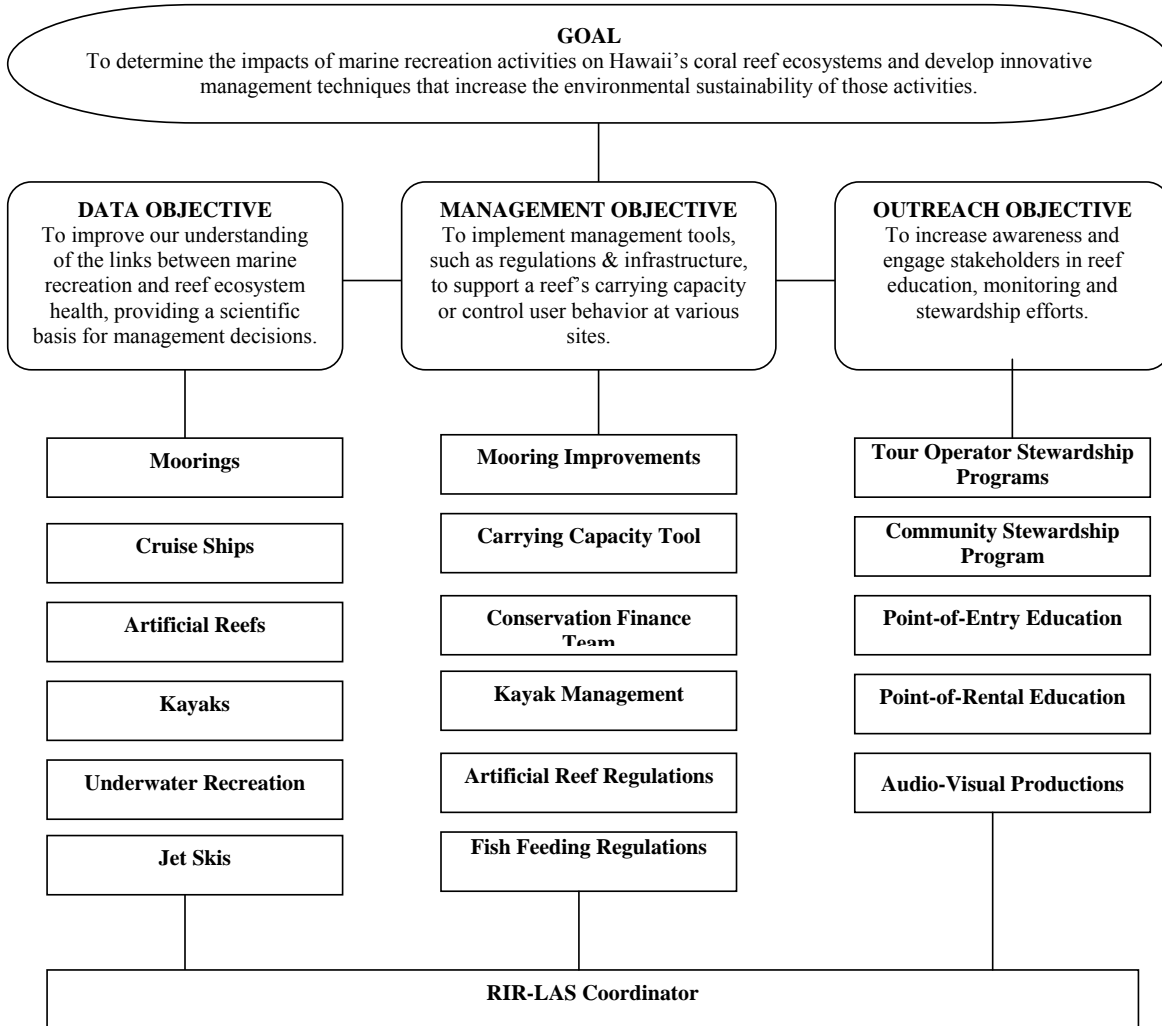 GOAL
To determine the impacts of marine recreation activities on Hawaii’s coral reef ecosystems and develop innovative
management techniques that increase the environmental sustainability of those activities.
DATA OBJECTIVE
To improve our understanding
of the links between marine
recreation and reef ecosystem
health, providing a scientific
basis for management decisions.
MANAGEMENT OBJECTIVE
To implement management tools,
such as regulations & infrastructure,
to support a reef’s carrying capacity
or control user behavior at various
sites.
OUTREACH OBJECTIVE
To increase awareness and
engage stakeholders in reef
education, monitoring and
stewardship efforts.
Moorings
Cruise Ships
Artificial Reefs
Kayaks
Underwater Recreation
Jet Skis
Mooring Improvements
Carrying Capacity Tool
Conservation Finance
Team
Kayak Management
Artificial Reef Regulations
Fish Feeding Regulations
Tour Operator Stewardship
Programs
Community Stewardship
Program
Point-of-Entry Education
Point-of-Rental Education
Audio-Visual Productions
RIR-LAS Coordinator